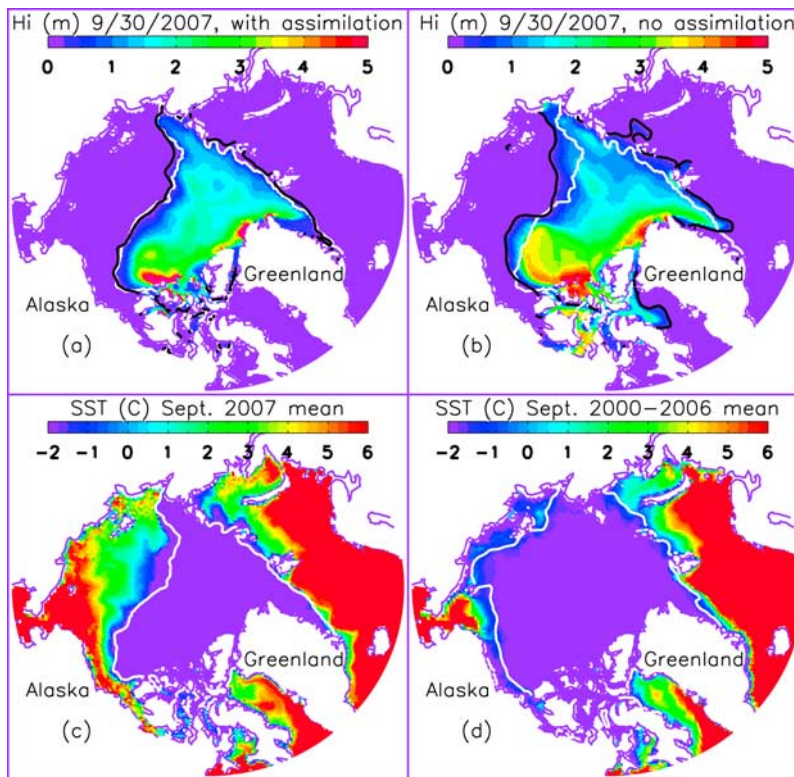 Hi (m) 9/30/2007, with assimilation
0 1 2 3 4 5
Greenland
Alaska
(a)
Hi (m) 9/30/2007, no assimilation
0 1 2 3 4 5
Greenland
Alaska
(b)
SST (C) Sept. 2007 mean
-2 -1 0 1 2 3 4 5 6
Greenland
Alaska
(c)
SST (C) Sept. 2000-2006 mean
-2 -1 0 1 2 3 4 5 6
Greenland
Alaska
(d)